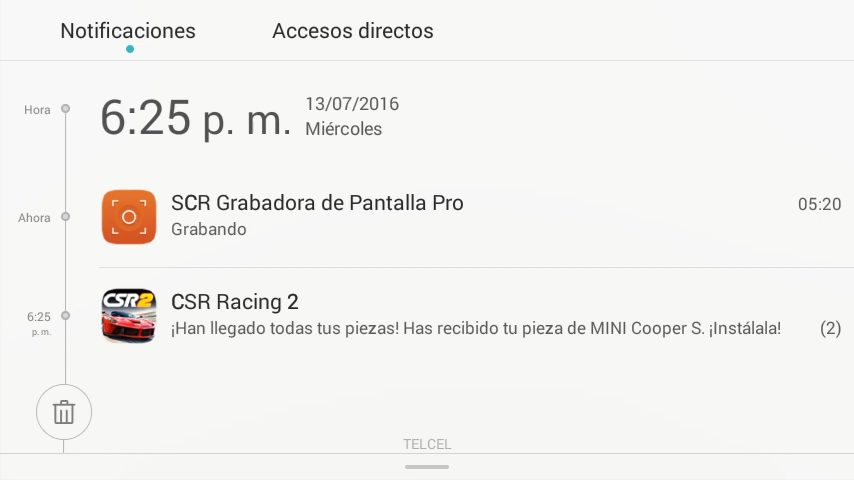 Notificaciones Accesos directos
Hora
6:25 p. m.
13/07/2016
Miércoles
Ahora
SCR Grabadora de Pantalla Pro
05:20
Grabando
CSR2
CSR Racing 2
6:25
p. m.
¡Han llegado todas tus piezas! Has recibido tu pieza de MINI Cooper S. ¡Instálala! (2)
TELCEL